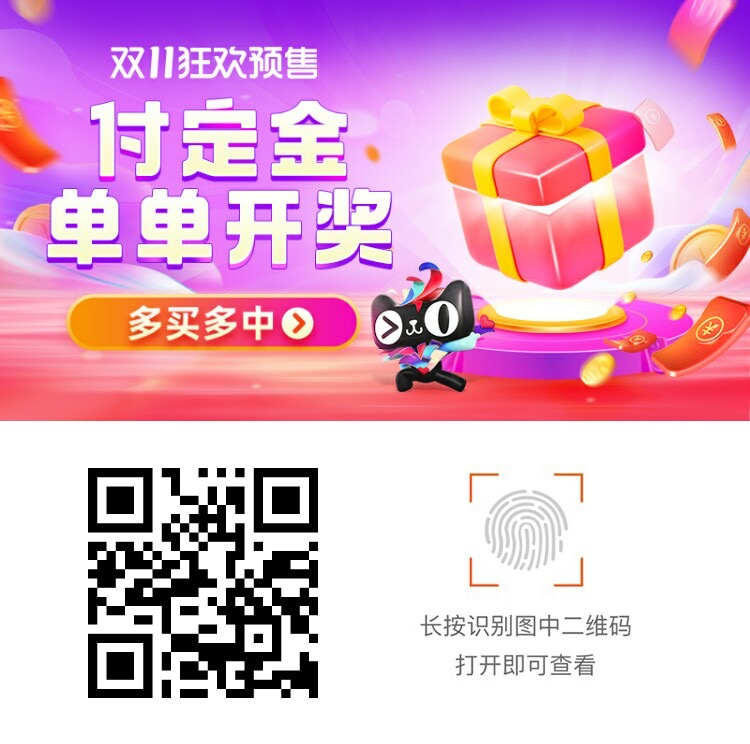 双11狂欢预售
付定金
单单开奖
多买多中
长按识别图中二维码
打开即可查看